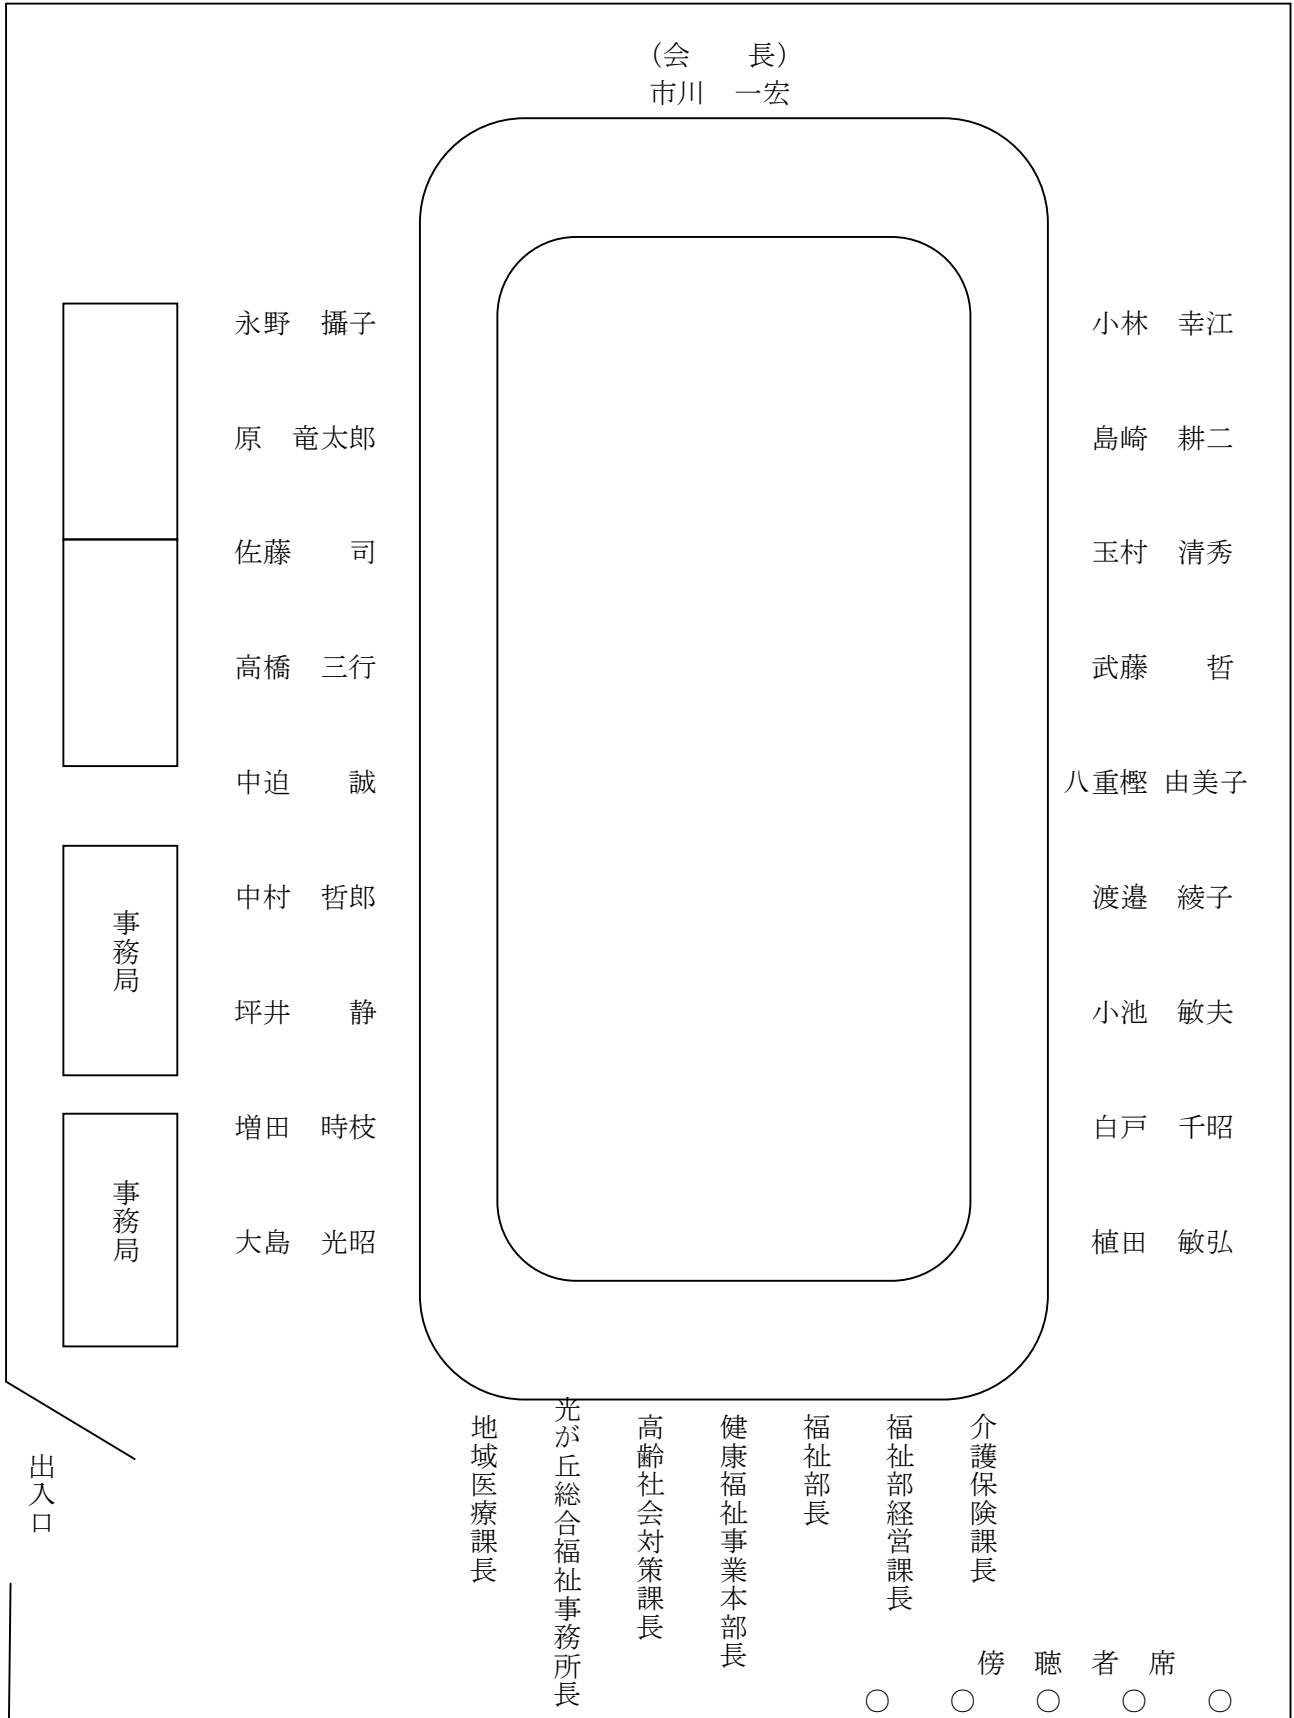 （会　　長）
市川　一宏
永野　攝子
小林　幸江
原　竜太郎
島崎　耕二
佐藤　　司
玉村　清秀
高橋　三行
武藤　　哲
中迫　　誠
八重樫 由美子
中村　哲郎
渡邉　綾子
事務局
坪井　　静
小池　敏夫
増田　時枝
白戸　千昭
事務局
大島　光昭
植田　敏弘
出入口
地域医療課長
光が丘総合福祉事務所長
高齢社会対策課長
健康福祉事業本部長
福祉部長
福祉部経営課長
介護保険課長
傍　聴　者　席
○　　○　　○　　○　　○